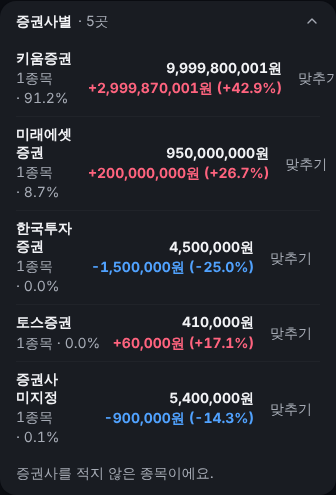 증권사별 · 5곳
키움증권
1종목
· 91.2%
9,999,800,001원
+2,999,870,001원 (+42.9%)
맞추기
미래에셋
증권
1종목
· 8.7%
950,000,000원
+200,000,000원 (+26.7%)
맞추기
한국투자
증권
1종목
· 0.0%
4,500,000원
-1,500,000원 (-25.0%)
맞추기
토스증권
1종목 · 0.0%
410,000원
+60,000원 (+17.1%)
맞추기
증권사
미지정
1종목
· 0.1%
5,400,000원
-900,000원 (-14.3%)
맞추기
증권사를 적지 않은 종목이에요.